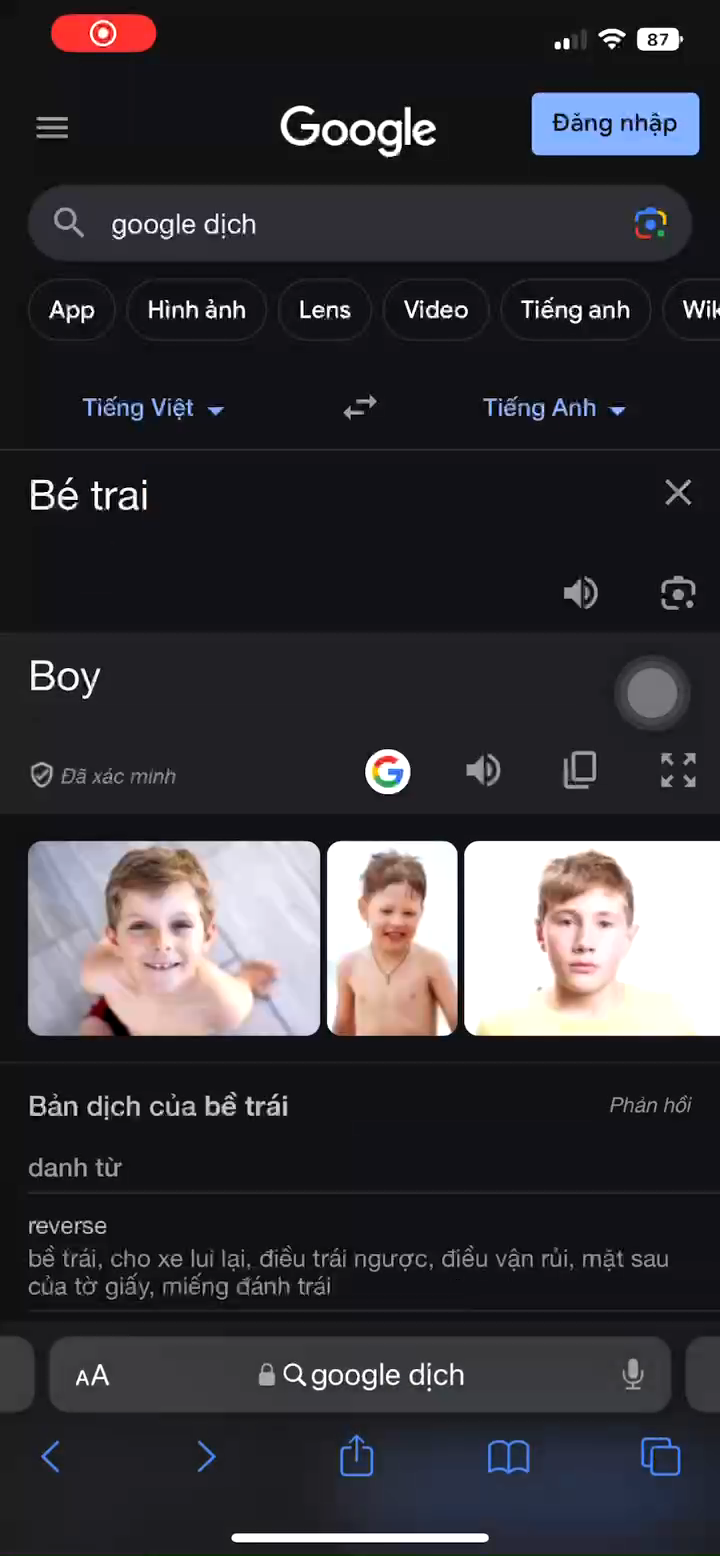 87
Google
Đăng nhập
google dịch
App
Hình ảnh
Lens
Video
Tiếng anh
Wik
Tiếng Việt
Tiếng Anh
Bé trai
Boy
Đã xác minh
Bản dịch của bề trái
Phản hồi
danh từ
reverse
bề trái, cho xe lui lại, điều trái ngược, điều vận rủi, mặt sau
của tờ giấy, miếng đánh trái
AA
google dịch